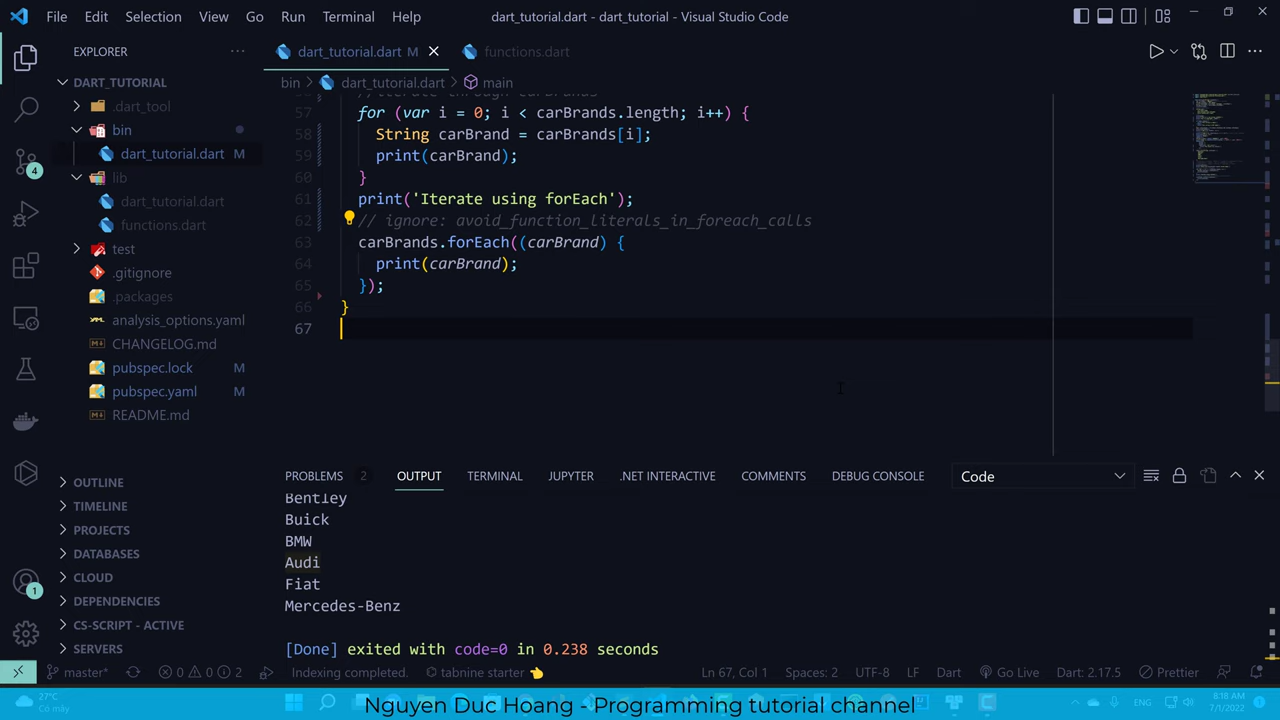 File Edit Selection View Go Run Terminal Help dart_tutorial.dart - dart_tutorial - Visual Studio Code
EXPLORER
dart_tutorial.dart M functions.dart
DART_TUTORIAL
bin dart_tutorial.dart main
.dart_tool
bin
dart_tutorial.dart M
lib
dart_tutorial.dart
functions.dart
test
.gitignore
.packages
analysis_options.yaml
CHANGELOG.md
pubspec.lock M
pubspec.yaml M
README.md
OUTLINE
TIMELINE
PROJECTS
DATABASES
CLOUD
DEPENDENCIES
CS-SCRIPT - ACTIVE
SERVERS
4
1
57 for (var i = 0; i < carBrands.length; i++) {
58 String carBrand = carBrands[i];
59 print(carBrand);
60 }
61 print('Iterate using forEach');
62 // ignore: avoid_function_literals_in_foreach_calls
63 carBrands.forEach((carBrand) {
64 print(carBrand);
65 });
66 }
67
PROBLEMS 2 OUTPUT TERMINAL JUPYTER .NET INTERACTIVE COMMENTS DEBUG CONSOLE Code
Bentley
Buick
BMW
Audi
Fiat
Mercedes-Benz
[Done] exited with code=0 in 0.238 seconds
master* 0 0 2 Indexing completed. tabnine starter Ln 67, Col 1 Spaces: 2 UTF-8 LF Dart Go Live Dart: 2.17.5 Prettier
27°C
Có mây
ENG
8:18 AM
7/1/2022
Nguyen Duc Hoang - Programming tutorial channel